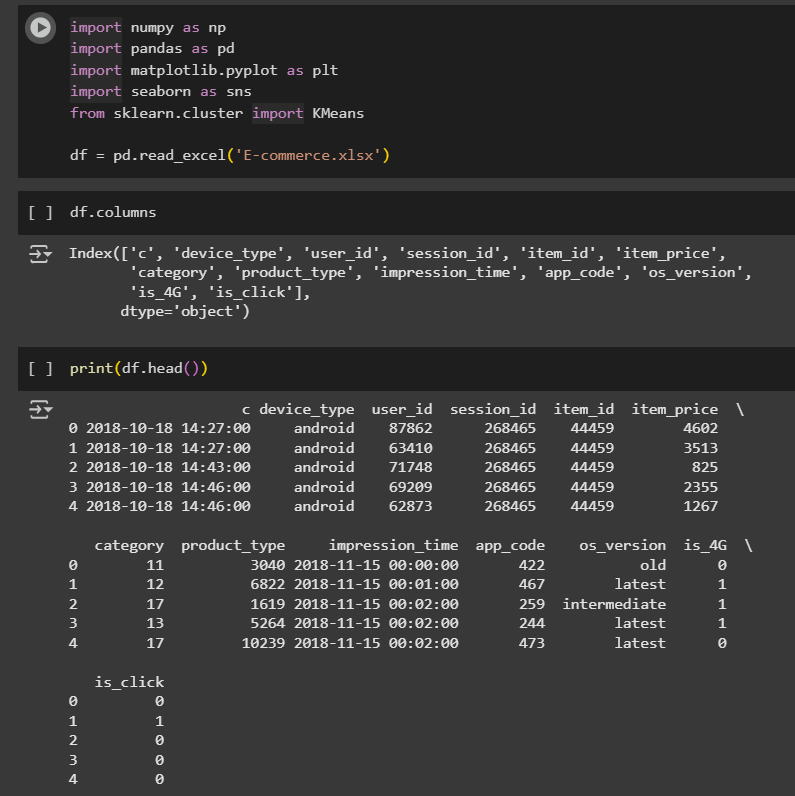 import numpy as np
import pandas as pd
import matplotlib.pyplot as plt
import seaborn as sns
from sklearn.cluster import KMeans
df = pd.read_excel('E-commerce.xlsx')
[ ] df.columns
Index(['c', 'device_type', 'user_id', 'session_id', 'item_id', 'item_price',
'category', 'product_type', 'impression_time', 'app_code', 'os_version',
'is_4G', 'is_click'],
dtype='object')
[ ] print(df.head())
c device_type user_id session_id item_id item_price \
0 2018-10-18 14:27:00 android 87862 268465 44459 4602
1 2018-10-18 14:27:00 android 63410 268465 44459 3513
2 2018-10-18 14:43:00 android 71748 268465 44459 825
3 2018-10-18 14:46:00 android 69209 268465 44459 2355
4 2018-10-18 14:46:00 android 62873 268465 44459 1267
category product_type impression_time app_code os_version is_4G \
0 11 3040 2018-11-15 00:00:00 422 old 0
1 12 6822 2018-11-15 00:01:00 467 latest 1
2 17 1619 2018-11-15 00:02:00 259 intermediate 1
3 13 5264 2018-11-15 00:02:00 244 latest 1
4 17 10239 2018-11-15 00:02:00 473 latest 0
is_click
0 0
1 1
2 0
3 0
4 0